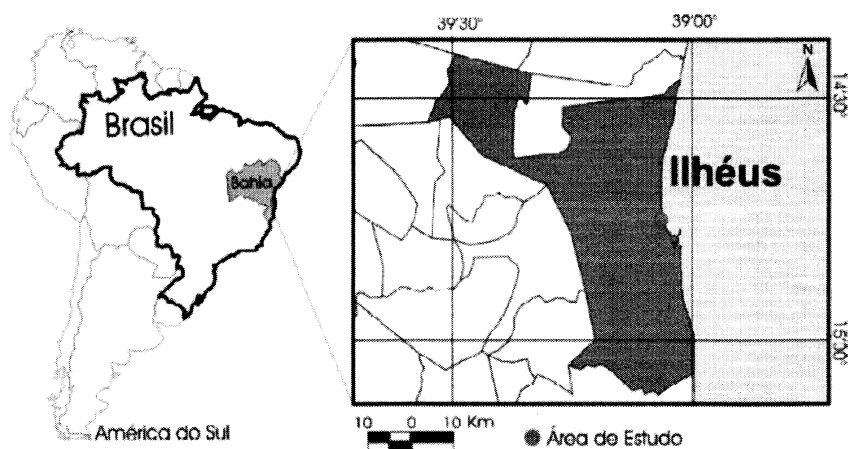 39'30° 39'00°
N
14'30°
Brasil
Bahia
Ilhéus
15'30°
10 0 10 Km
América do Sul
Área de Estudo